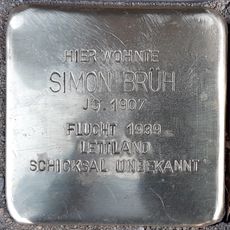 HIER WOHNTE
SIMON BRÜH
JG. 1907
FLUCHT 1939
LETTLAND
SCHICKSAL UNBEKANNT